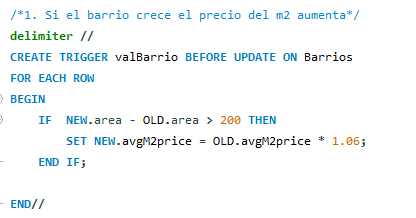 /*1. Si el barrio crece el precio del m2 aumenta*/
delimiter //
CREATE TRIGGER valBarrio BEFORE UPDATE ON Barrios
FOR EACH ROW
BEGIN
    IF  NEW.area - OLD.area > 200 THEN
        SET NEW.avgM2price = OLD.avgM2price * 1.06;
    END IF;

END//